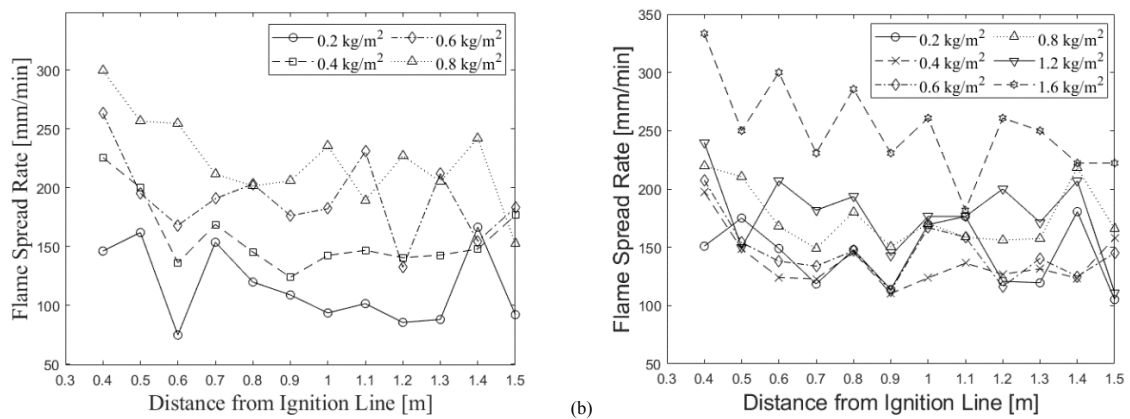 Flame Spread Rate [mm/min]
300
250
200
150
100
50
0.2 kg/m²
0.4 kg/m²
0.6 kg/m²
0.8 kg/m²
0.3 0.4 0.5 0.6 0.7 0.8 0.9 1 1.1 1.2 1.3 1.4 1.5
Distance from Ignition Line [m]
(b)
Flame Spread Rate [mm/min]
350
300
250
200
150
100
50
0.2 kg/m²
0.4 kg/m²
0.6 kg/m²
0.8 kg/m²
1.2 kg/m²
1.6 kg/m²
0.3 0.4 0.5 0.6 0.7 0.8 0.9 1 1.1 1.2 1.3 1.4 1.5
Distance from Ignition Line [m]